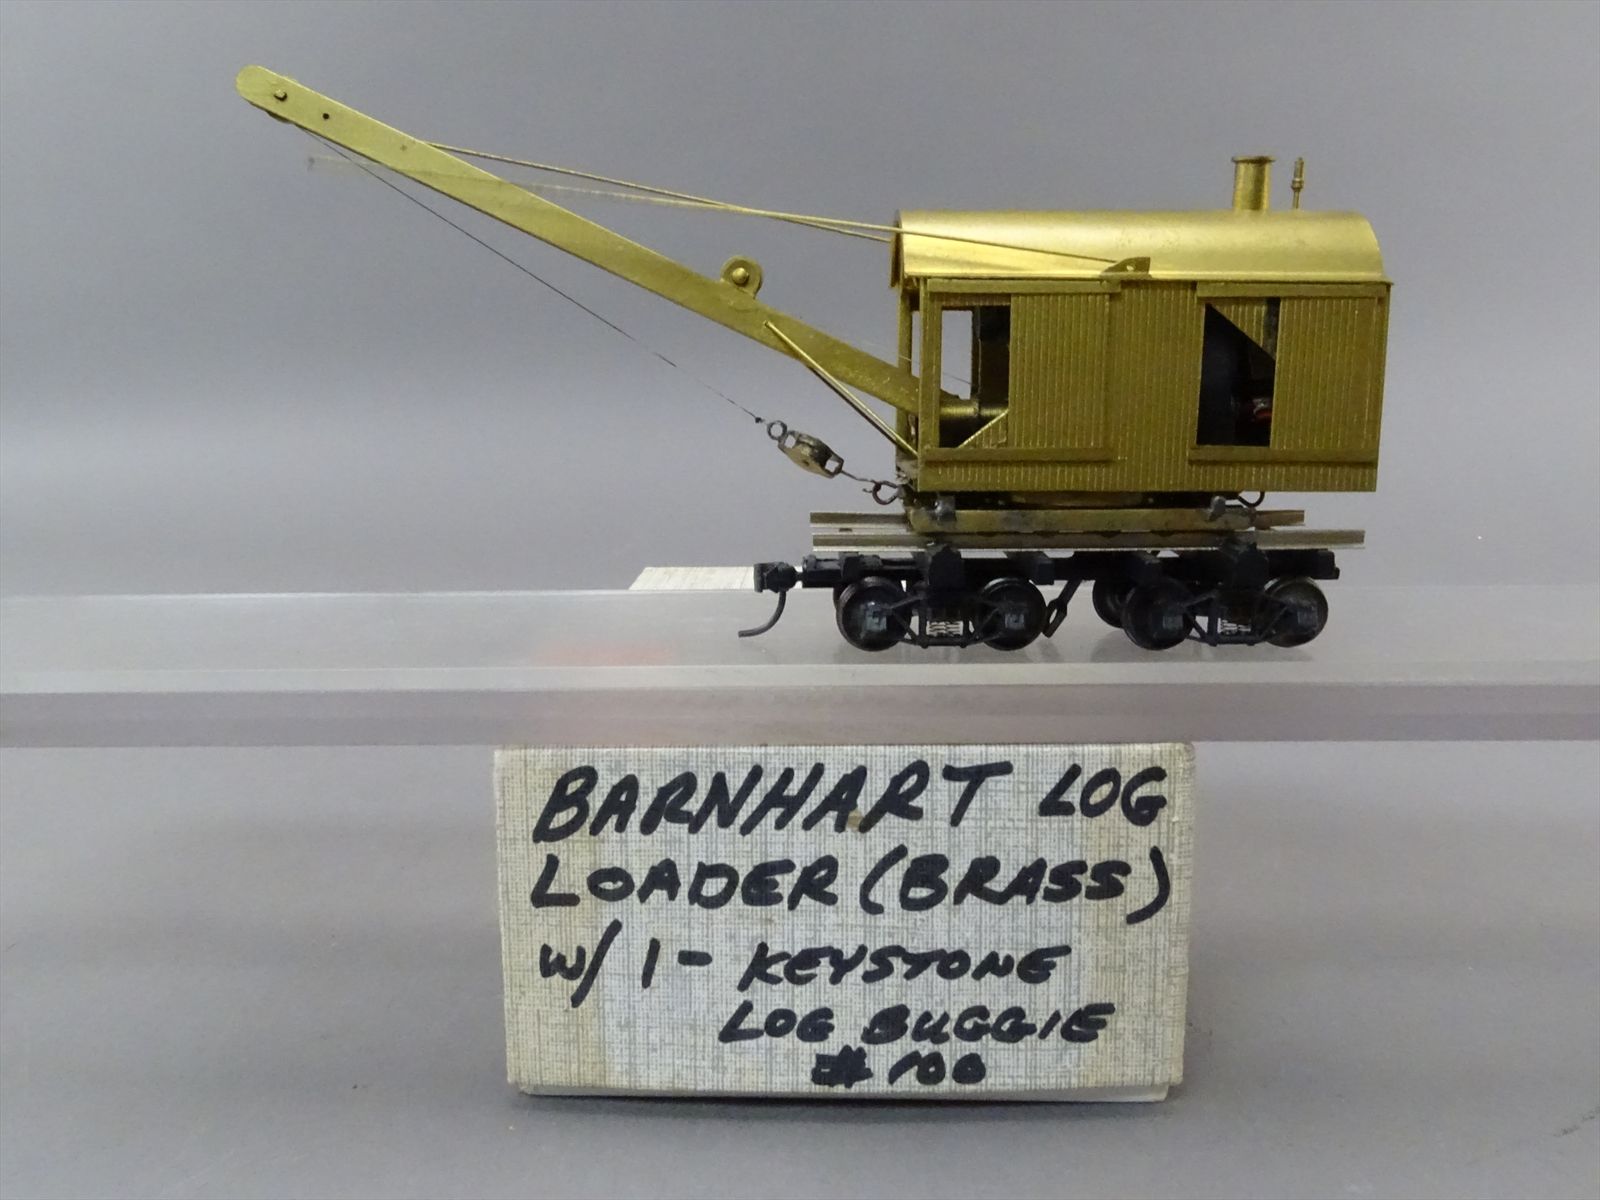 BARNHART LOG
LOADER (BRASS)
W/ 1 - KEYSTONE
LOG BUGGIE
# 100